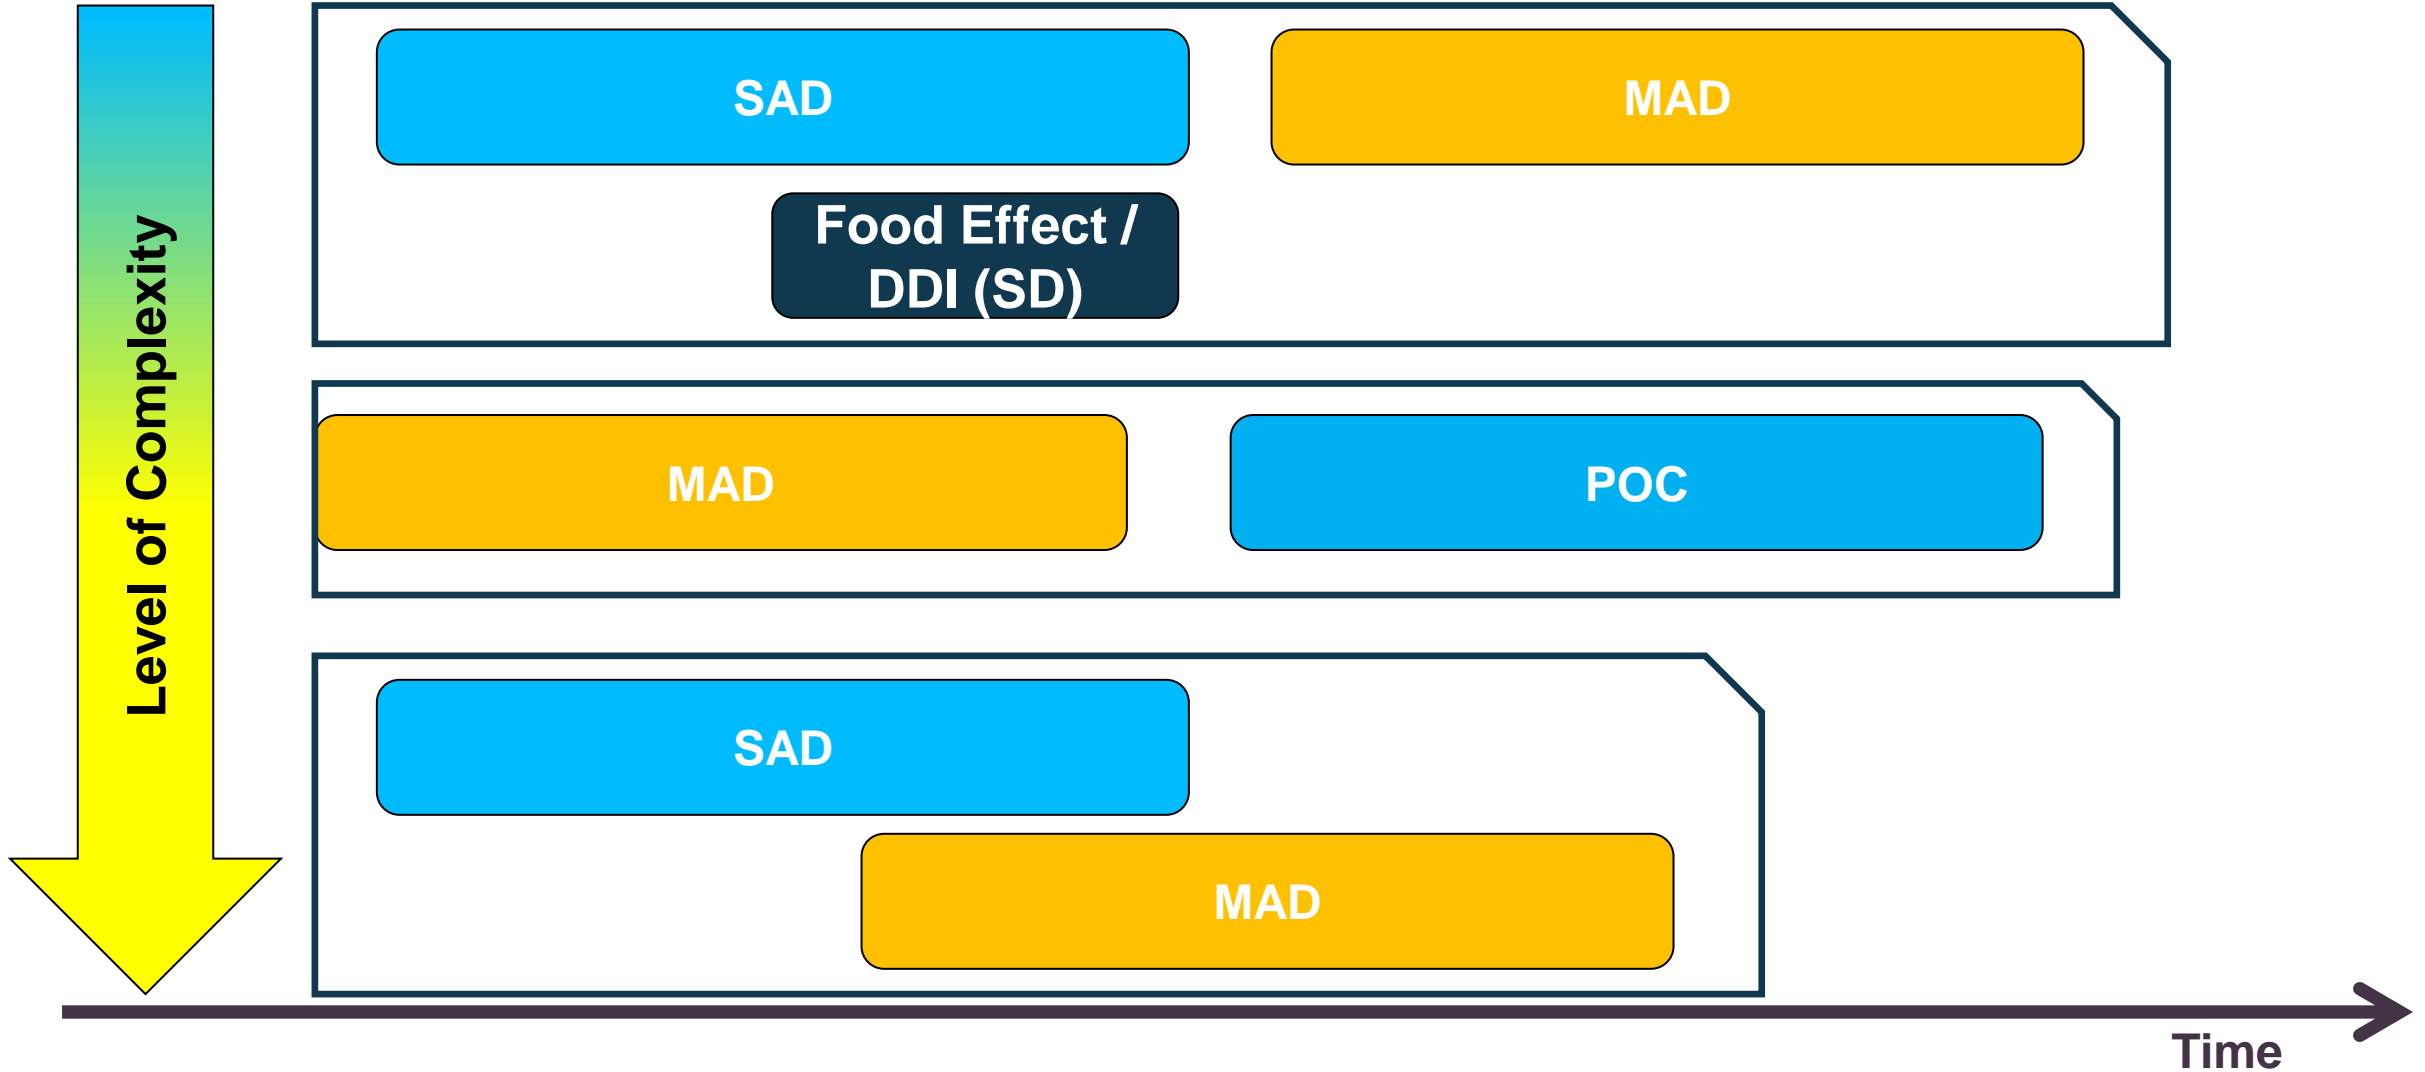 Level of Complexity
SAD
MAD
Food Effect /
DDI (SD)
MAD
POC
SAD
MAD
Time